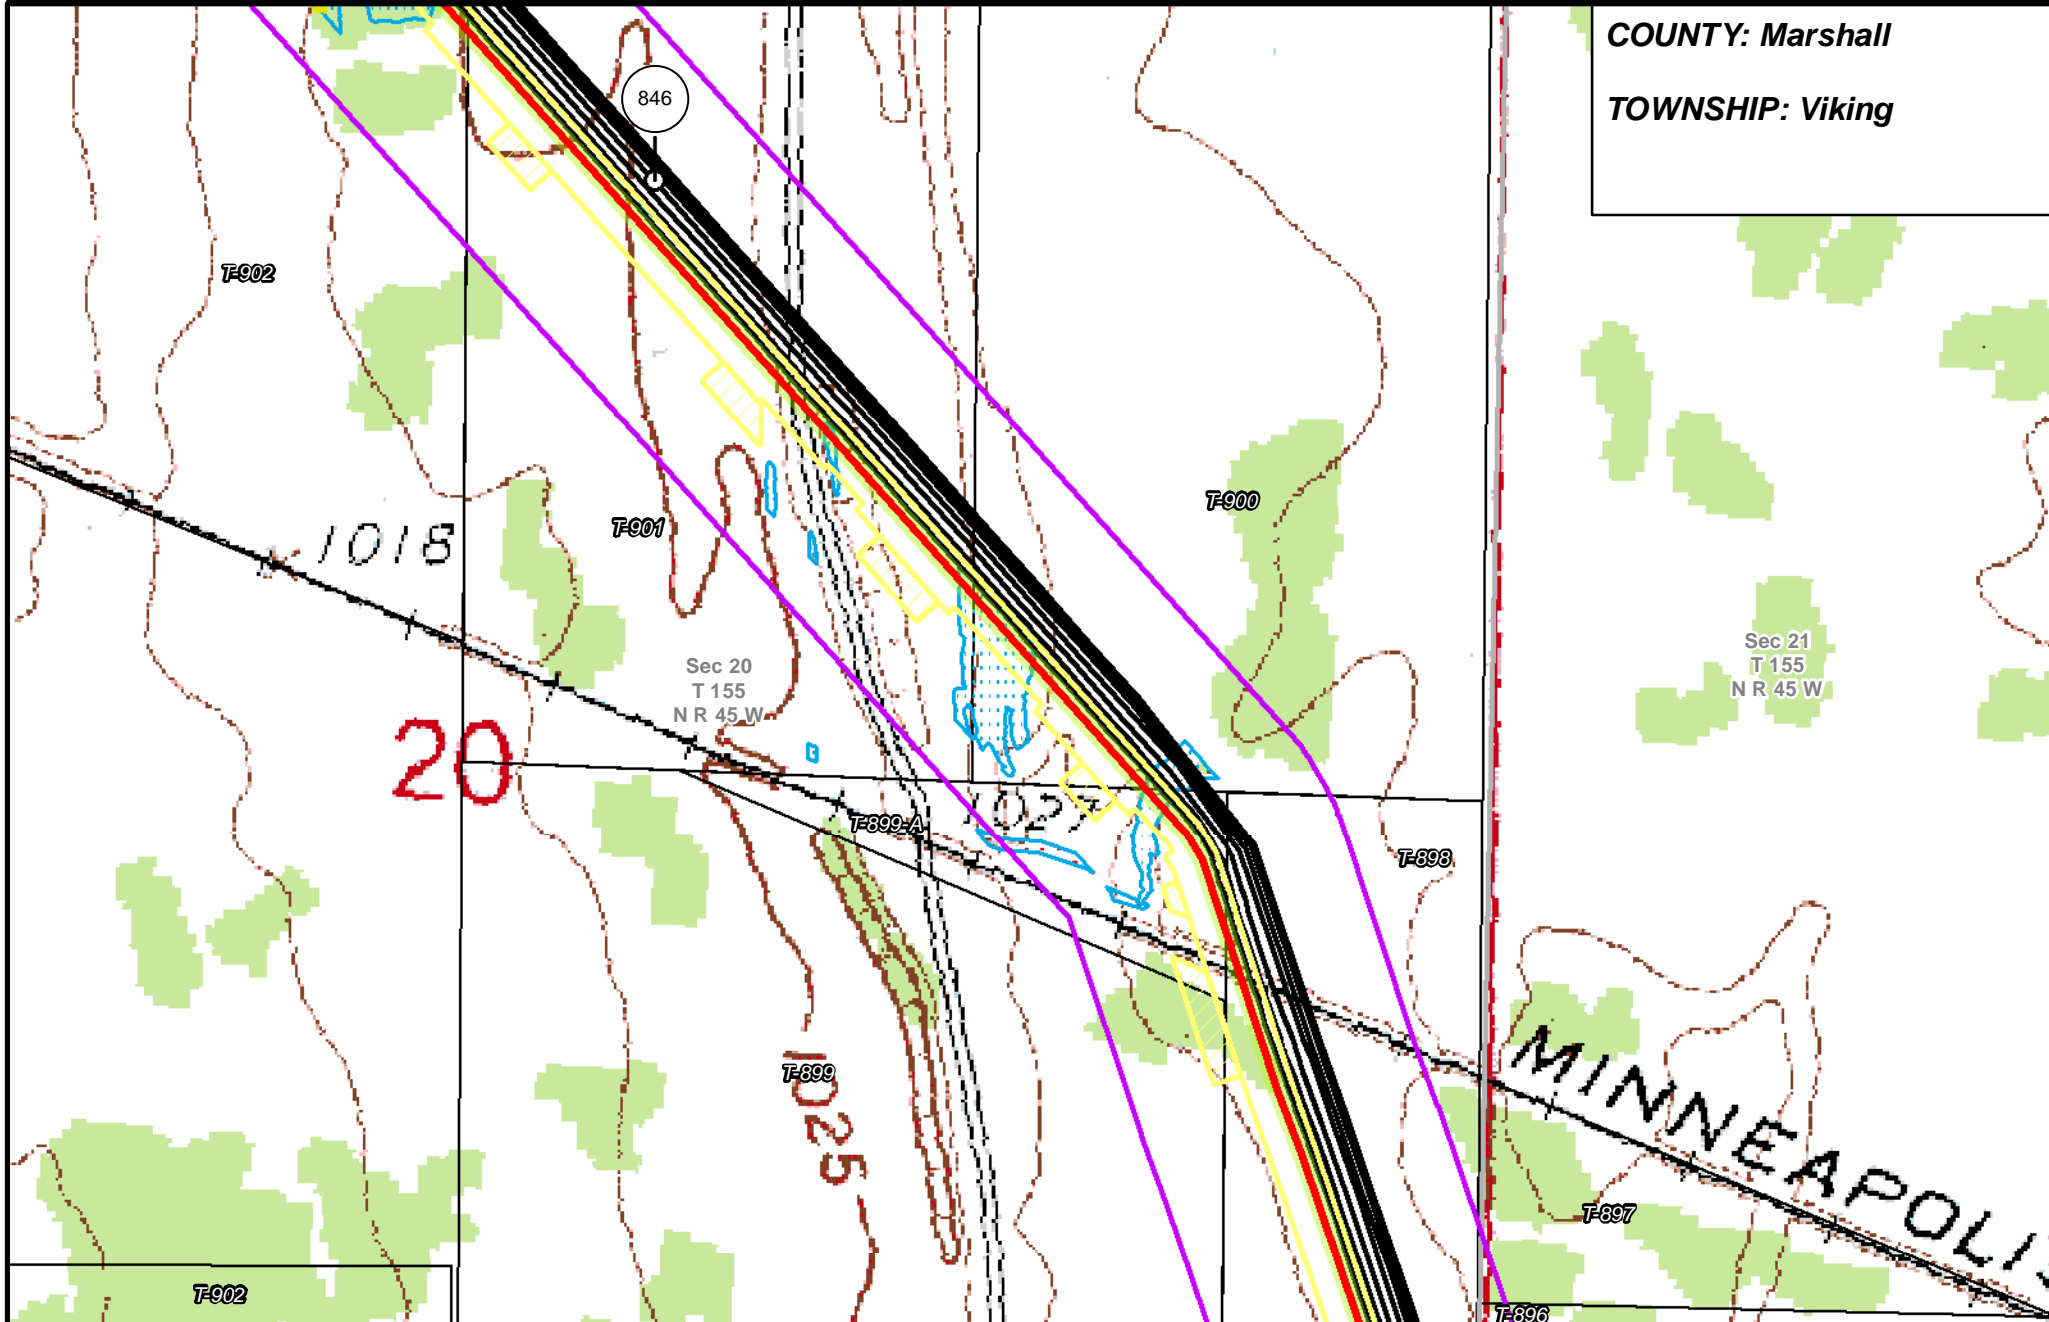 COUNTY: Marshall
TOWNSHIP: Viking
846
T-902
T-900
T-901
1018
Sec 20
T 155
N R 45 W
Sec 21
T 155
N R 45 W
20
1027
T-899-A
T-898
T-899
1025
MINNEAPOLIS
T-897
T-902
T-896